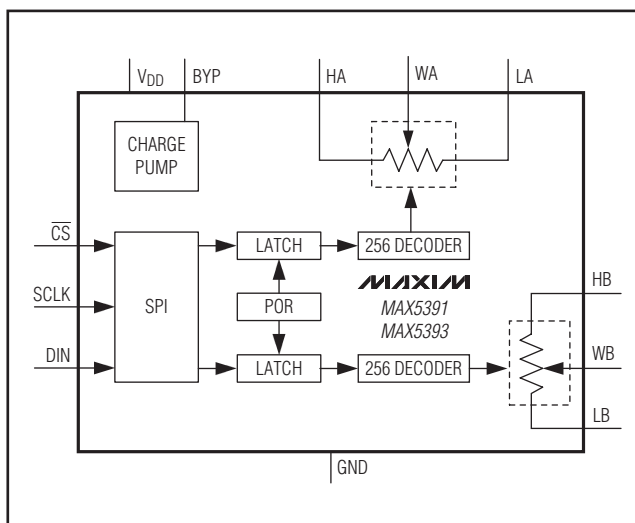 VDD BYP HA WA LA
CHARGE
PUMP
CS
LATCH 256 DECODER
MAXIM
SCLK SPI POR MAX5391
MAX5393
HB
DIN LATCH 256 DECODER WB
LB
GND